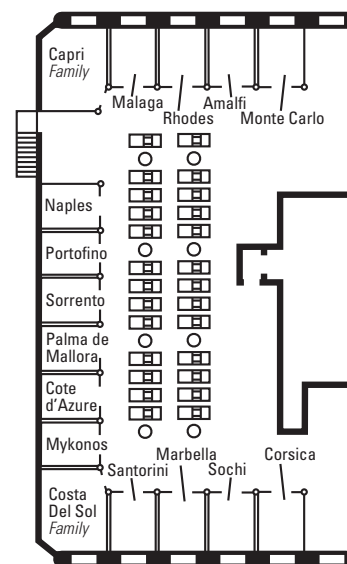 Capri
Family
Malaga
Rhodes
Amalfi
Monte Carlo
Naples
Portofino
Sorrento
Palma de
Mallora
Cote
d'Azure
Mykonos
Costa
Del Sol
Family
Santorini
Marbella
Sochi
Corsica